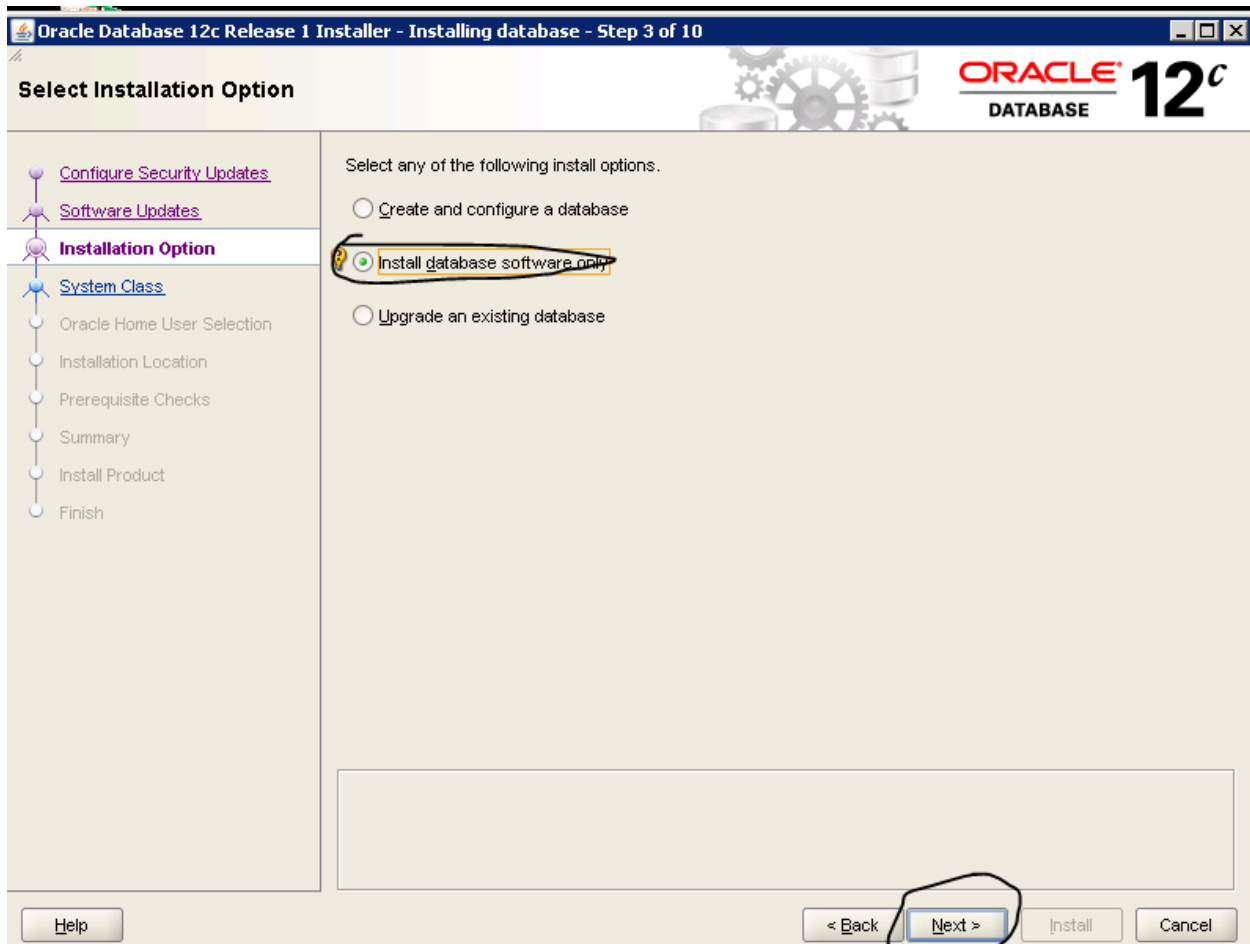 Oracle Database 12c Release 1 Installer - Installing database - Step 3 of 10
Select Installation Option
ORACLE
DATABASE
12c
Configure Security Updates
Software Updates
Installation Option
System Class
Oracle Home User Selection
Installation Location
Prerequisite Checks
Summary
Install Product
Finish
Select any of the following install options.
Create and configure a database
Install database software only
Upgrade an existing database
Help
< Back
Next >
Install
Cancel